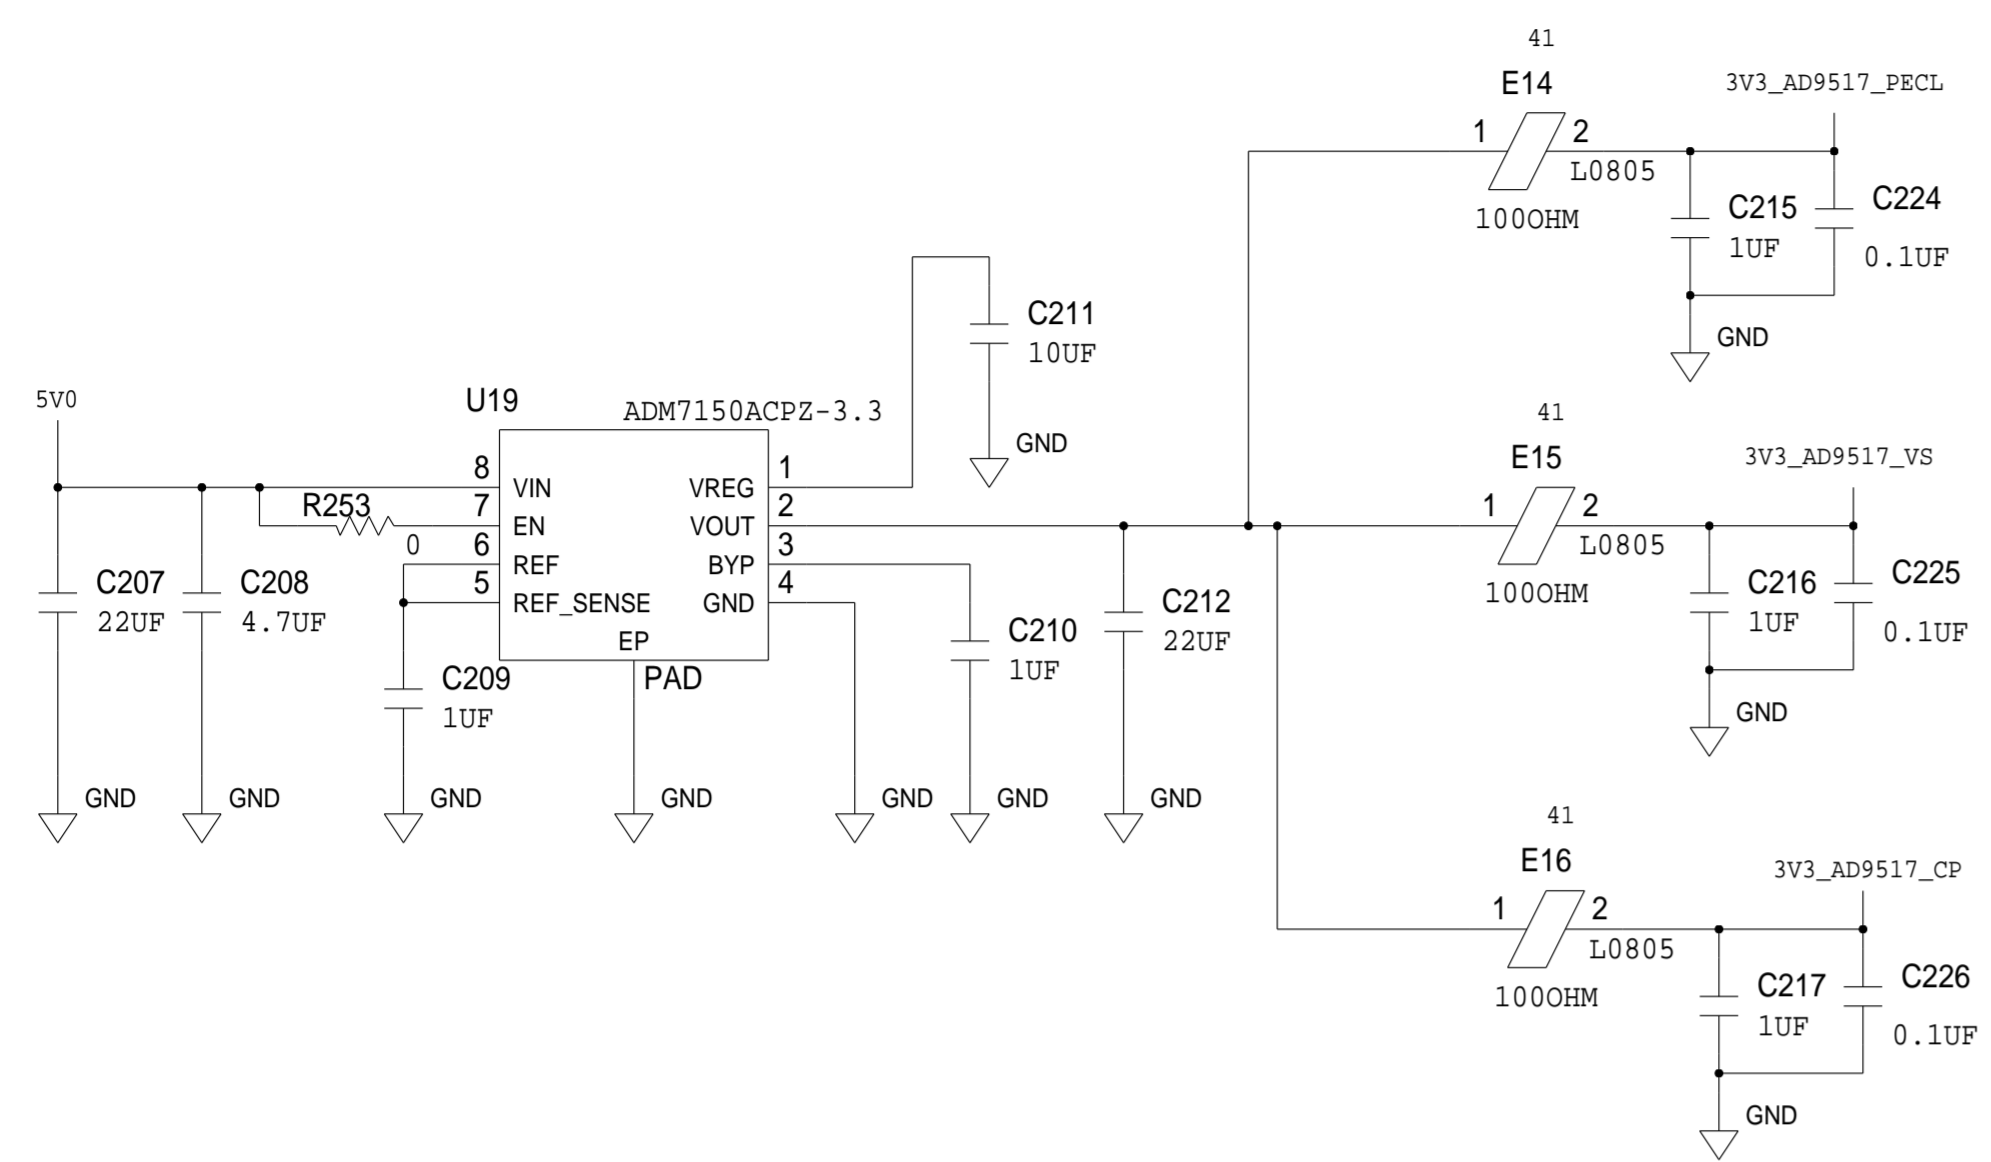 41
E14
3V3_AD9517_PECL
1
2
L0805
100OHM
C215
1UF
C224
0.1UF
GND
C211
10UF
GND
5V0
U19
ADM7150ACPZ-3.3
8
VIN
VREG
1
R253
0
7
EN
VOUT
2
6
REF
BYP
3
5
REF_SENSE
GND
4
EP
PAD
C207
22UF
C208
4.7UF
C209
1UF
C210
1UF
C212
22UF
GND
GND
GND
GND
GND
GND
GND
41
E15
3V3_AD9517_VS
1
2
L0805
100OHM
C216
1UF
C225
0.1UF
GND
41
E16
3V3_AD9517_CP
1
2
L0805
100OHM
C217
1UF
C226
0.1UF
GND